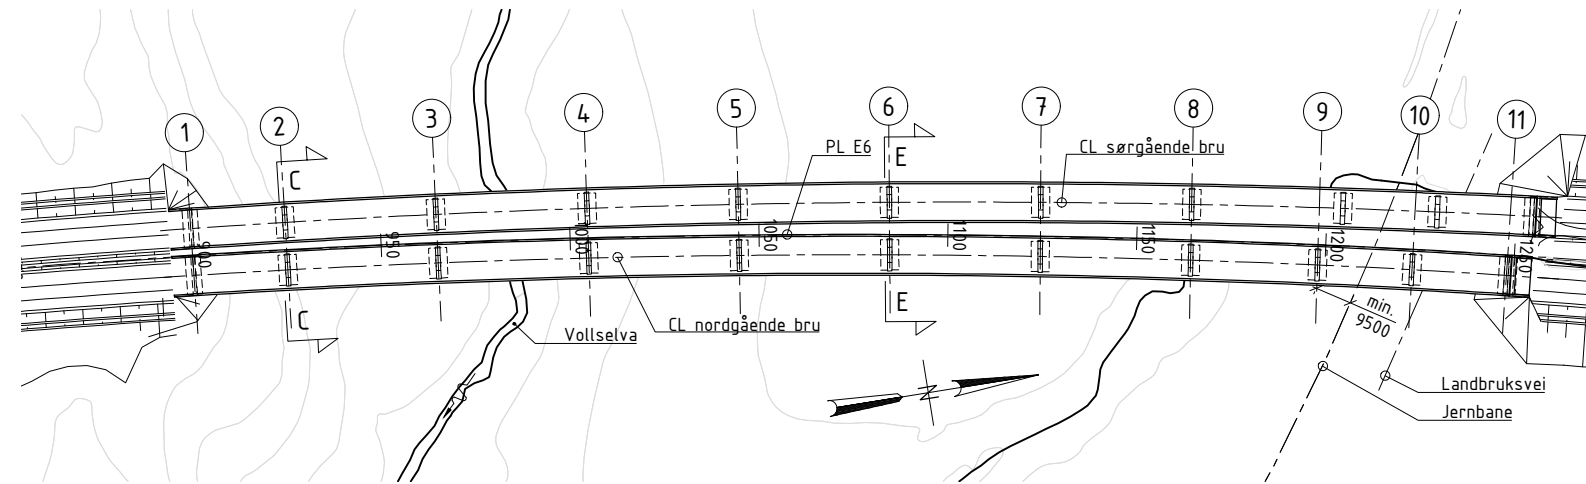 1
2
3
4
5
6
7
8
9
10
11
C
E
PL E6
CL sørgående bru
900
950
1000
1050
1100
1150
1200
1250
C
E
Vollselva
CL nordgående bru
min.
9500
N
Landbruksvei
Jernbane